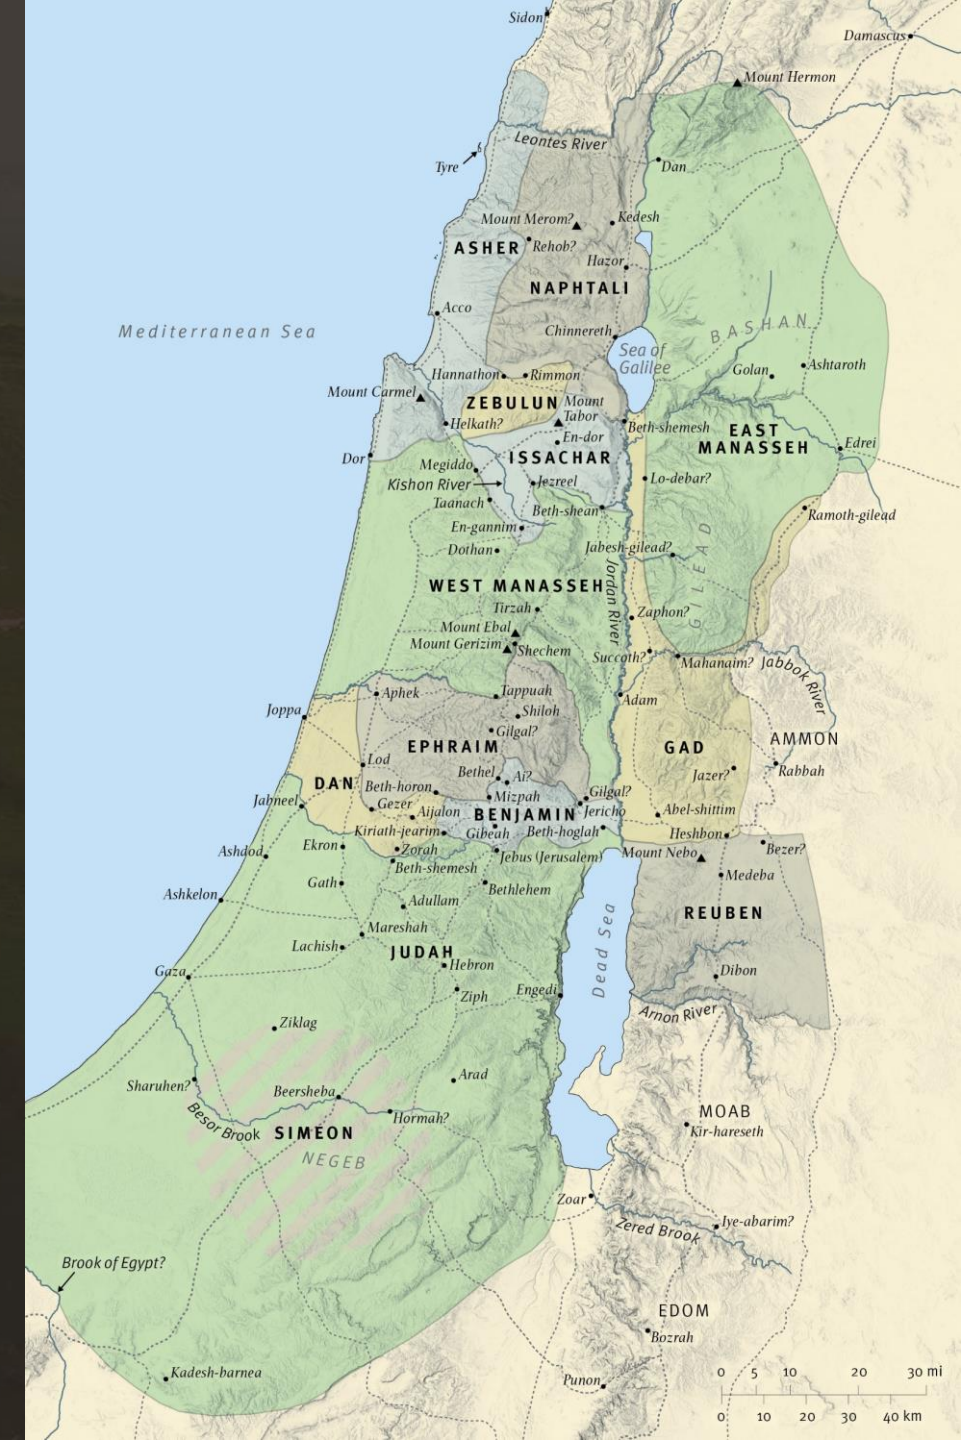 Sidon
Damascus
Mount Hermon
Leontes River
Tyre
Dan
Mount Merom?
Kedesh
ASHER
Rehob?
Hazor
NAPHTALI
Acco
Mediterranean Sea
Chinnereth
BASHAN
Sea of
Galilee
Ashtaroth
Golan
Hannathon
Rimmon
Mount Carmel
ZEBULUN
Mount
Tabor
Helkath?
Beth-shemesh
EAST
MANASSEH
En-dor
Edrei
Dor
ISSACHAR
Megiddo
Kishon River
Jezreel
Lo-debar?
Taanach
Beth-shean
Ramoth-gilead
En-gannim
Dothan
Jabesh-gilead?
GILEAD
WEST MANASSEH
Jordan River
Tirzah
Zaphon?
Mount Ebal
Mount Gerizim
Shechem
Succoth?
Mahanaim?
Jabbok River
Aphek
Tappuah
Adam
Joppa
Shiloh
Gilgal?
AMMON
EPHRAIM
GAD
Lod
Bethel
Ai?
Jazer?
Rabbah
DAN
Beth-horon
Mizpah
Gilgal?
Jabneel
Gezer
Aijalon
BENJAMIN
Jericho
Abel-shittim
Kiriath-jearim
Gibeah
Beth-hoglah
Heshbon
Ekron
Zorah
Jebus (Jerusalem)
Mount Nebo
Bezer?
Ashdod
Beth-shemesh
Medeba
Gath
Bethlehem
Ashkelon
Adullam
REUBEN
Mareshah
Lachish
JUDAH
Dead Sea
Hebron
Gaza
Dibon
Ziph
Engedi
Arnon River
Ziklag
Arad
Sharuhen?
Beersheba
Besor Brook
Hormah?
MOAB
SIMEON
Kir-hareseth
NEGEB
Zoar
Zered Brook
Iye-abarim?
Brook of Egypt?
EDOM
Bozrah
Kadesh-barnea
Punon
0 5 10 20 30 mi
0 10 20 30 40 km